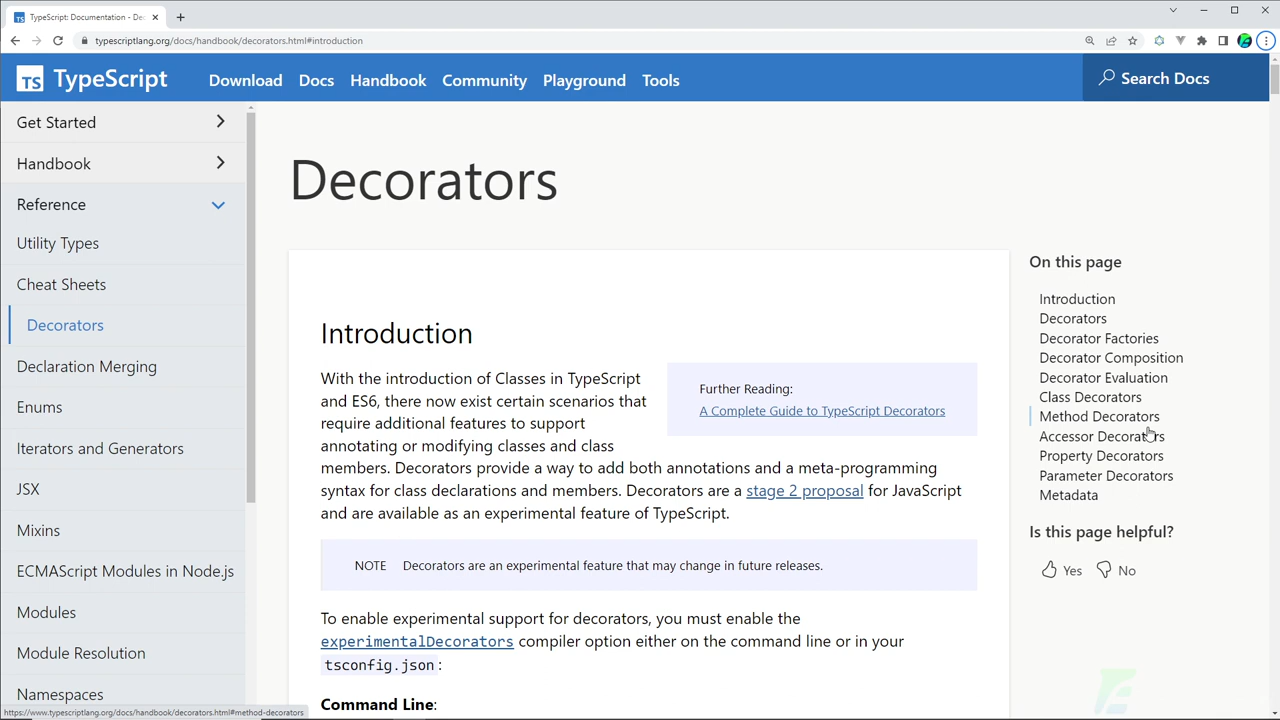 TypeScript: Documentation - De
typescriptlang.org/docs/handbook/decorators.html#introduction
TS TypeScript
Download Docs Handbook Community Playground Tools
Search Docs
Get Started
Handbook
Reference
Utility Types
Cheat Sheets
Decorators
Declaration Merging
Enums
Iterators and Generators
JSX
Mixins
ECMAScript Modules in Node.js
Modules
Module Resolution
Namespaces
https://www.typescriptlang.org/docs/handbook/decorators.html#method-decorators
Decorators
Introduction
With the introduction of Classes in TypeScript
and ES6, there now exist certain scenarios that
require additional features to support
annotating or modifying classes and class
members. Decorators provide a way to add both annotations and a meta-programming
syntax for class declarations and members. Decorators are a stage 2 proposal for JavaScript
and are available as an experimental feature of TypeScript.
Further Reading:
A Complete Guide to TypeScript Decorators
NOTE Decorators are an experimental feature that may change in future releases.
To enable experimental support for decorators, you must enable the
experimentalDecorators compiler option either on the command line or in your
tsconfig.json:
Command Line:
On this page
Introduction
Decorators
Decorator Factories
Decorator Composition
Decorator Evaluation
Class Decorators
Method Decorators
Accessor Decorators
Property Decorators
Parameter Decorators
Metadata
Is this page helpful?
Yes No